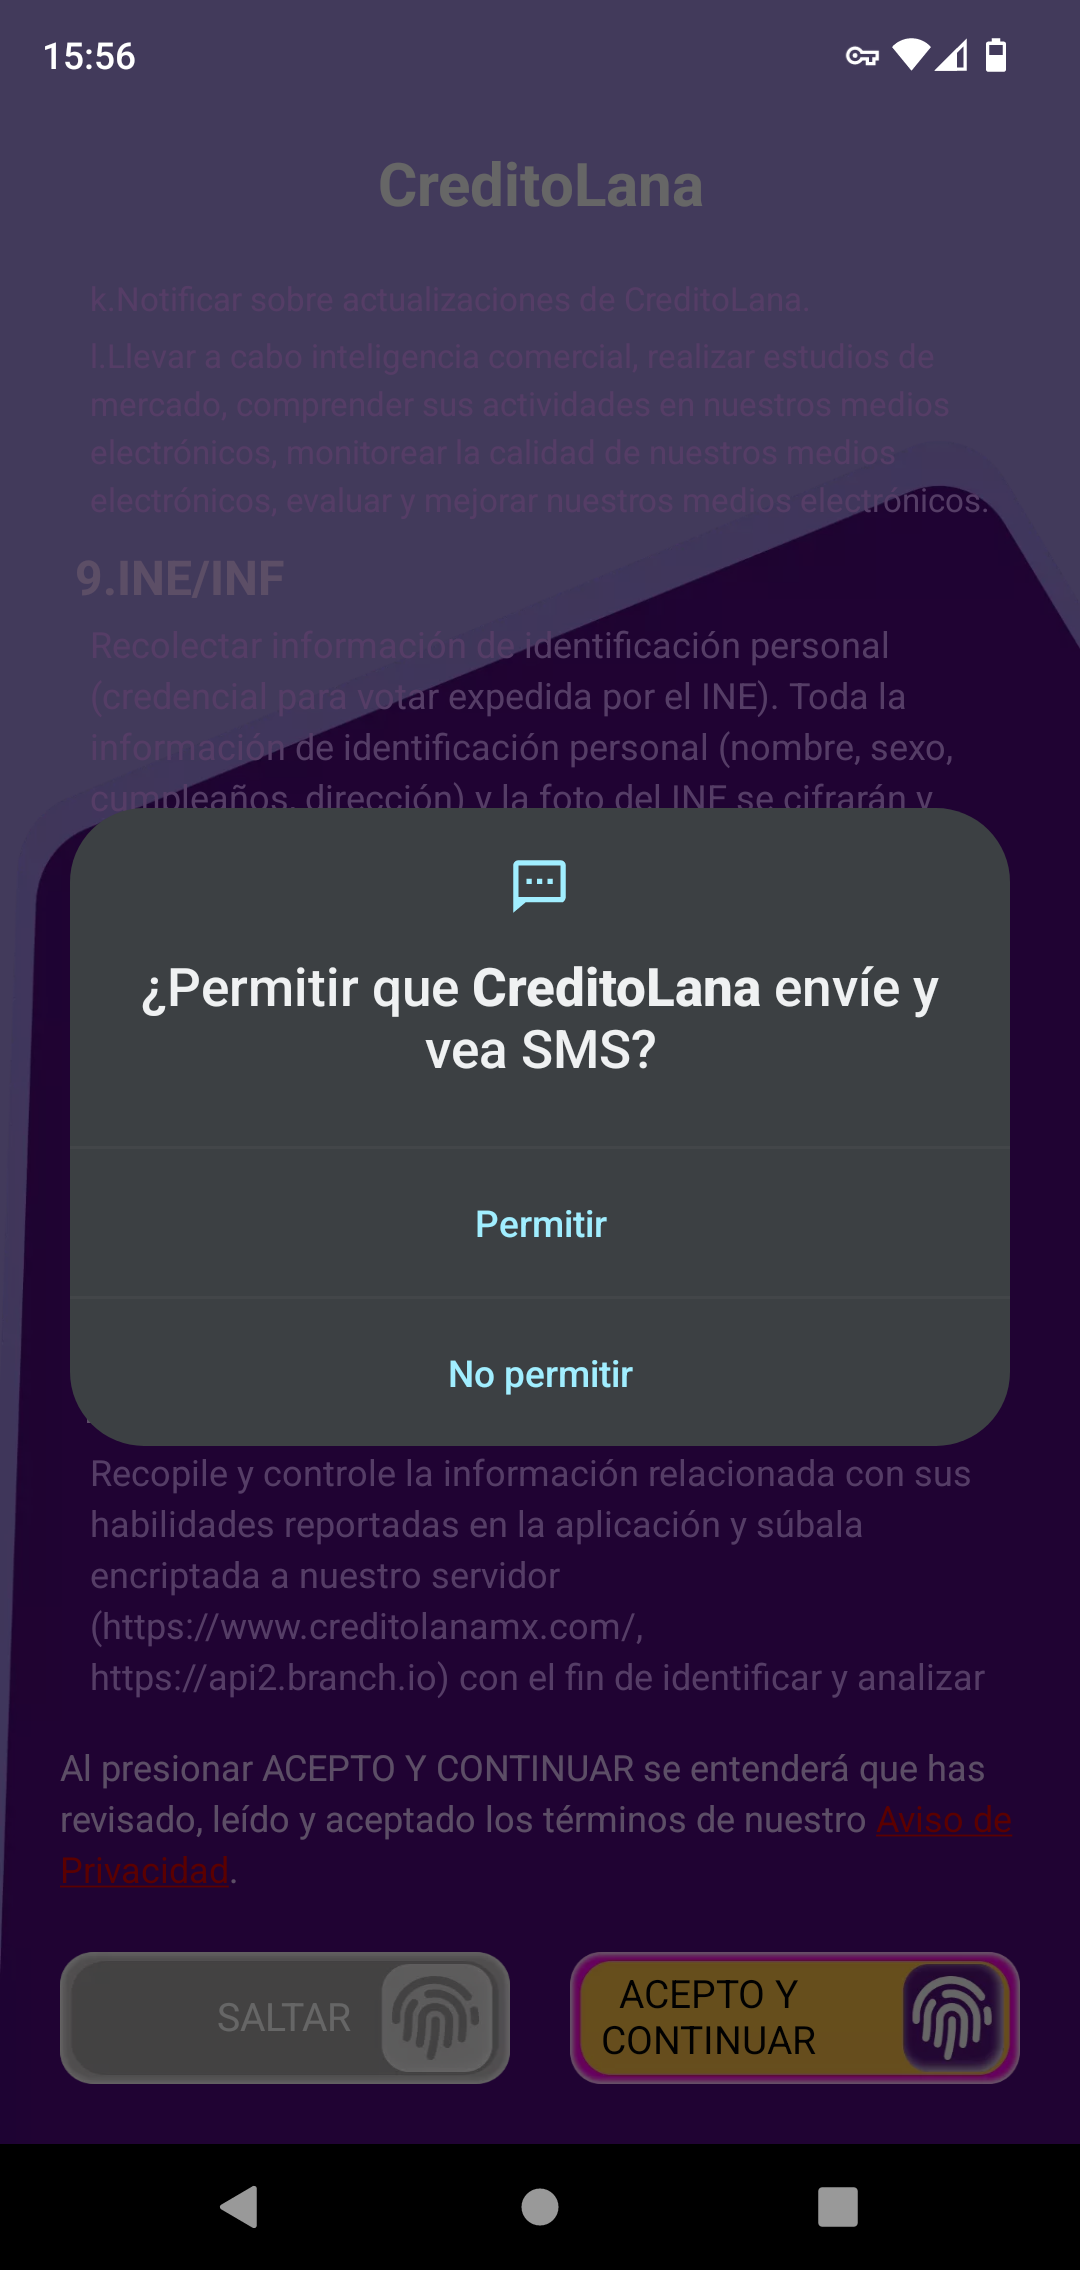 15:56
CreditoLana
k.Notificar sobre actualizaciones de CreditoLana.
l.Llevar a cabo inteligencia comercial, realizar estudios de
mercado, comprender sus actividades en nuestros medios
electrónicos, monitorear la calidad de nuestros medios
electrónicos, evaluar y mejorar nuestros medios electrónicos.
9.INE/INF
Recolectar información de identificación personal
(credencial para votar expedida por el INE). Toda la
información de identificación personal (nombre, sexo,
cumpleaños, dirección) y la foto del INE se cifrarán y
¿Permitir que CreditoLana envíe y
vea SMS?
Permitir
No permitir
Recopile y controle la información relacionada con sus
habilidades reportadas en la aplicación y súbala
encriptada a nuestro servidor
(https://www.creditolanamx.com/,
https://api2.branch.io) con el fin de identificar y analizar
Al presionar ACEPTO Y CONTINUAR se entenderá que has
revisado, leído y aceptado los términos de nuestro Aviso de
Privacidad.
SALTAR
ACEPTO Y
CONTINUAR